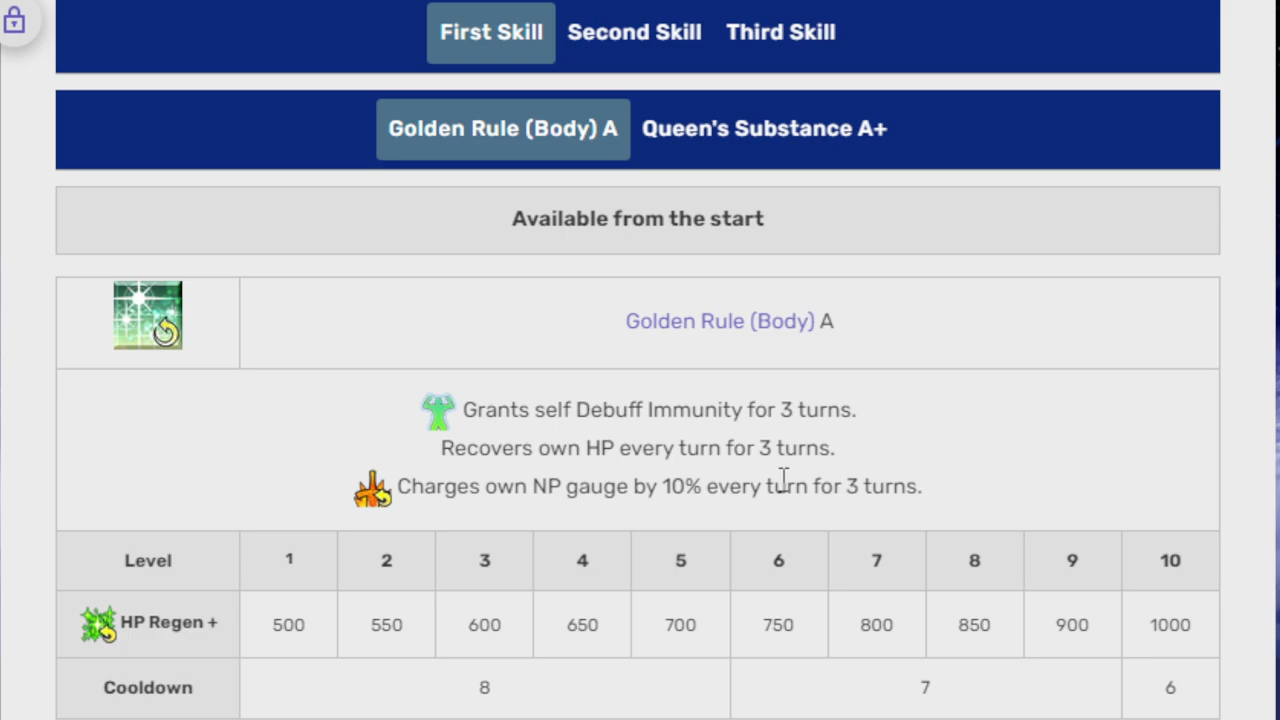 First Skill Second Skill Third Skill
Golden Rule (Body) A Queen's Substance A+
Available from the start
Golden Rule (Body) A
Grants self Debuff Immunity for 3 turns.
Recovers own HP every turn for 3 turns.
Charges own NP gauge by 10% every turn for 3 turns.
Level 1 2 3 4 5 6 7 8 9 10
HP Regen + 500 550 600 650 700 750 800 850 900 1000
Cooldown 8 7 6